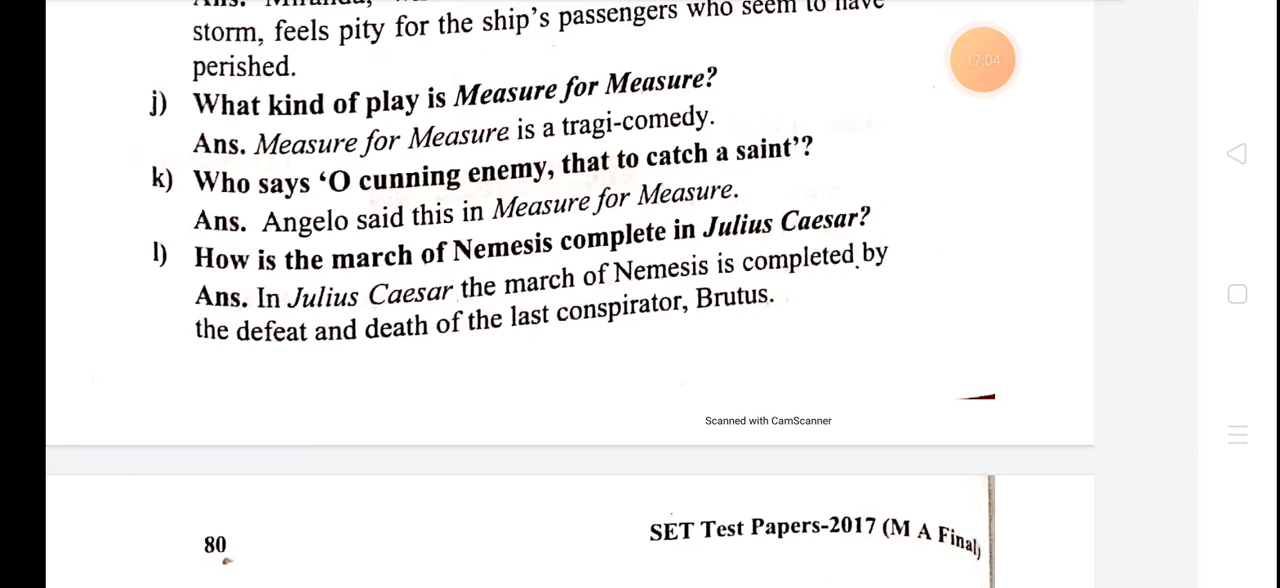 storm, feels pity for the ship's passengers who seem to have
perished.
17:04
j) What kind of play is Measure for Measure?
Ans. Measure for Measure is a tragi-comedy.
k) Who says ‘O cunning enemy, that to catch a saint’?
Ans. Angelo said this in Measure for Measure.
l) How is the march of Nemesis complete in Julius Caesar?
Ans. In Julius Caesar the march of Nemesis is completed by
the defeat and death of the last conspirator, Brutus.
Scanned with CamScanner
80
SET Test Papers-2017 (M A Final)